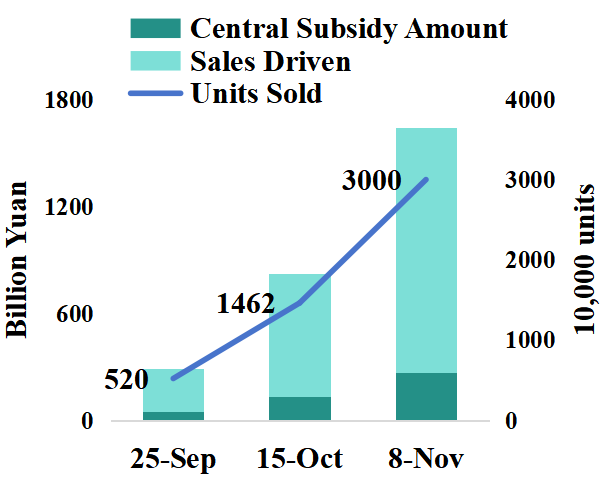 Central Subsidy Amount
Sales Driven
Units Sold
1800
1200
600
0
Billion Yuan
4000
3000
2000
1000
0
10,000 units
520
1462
3000
25-Sep
15-Oct
8-Nov